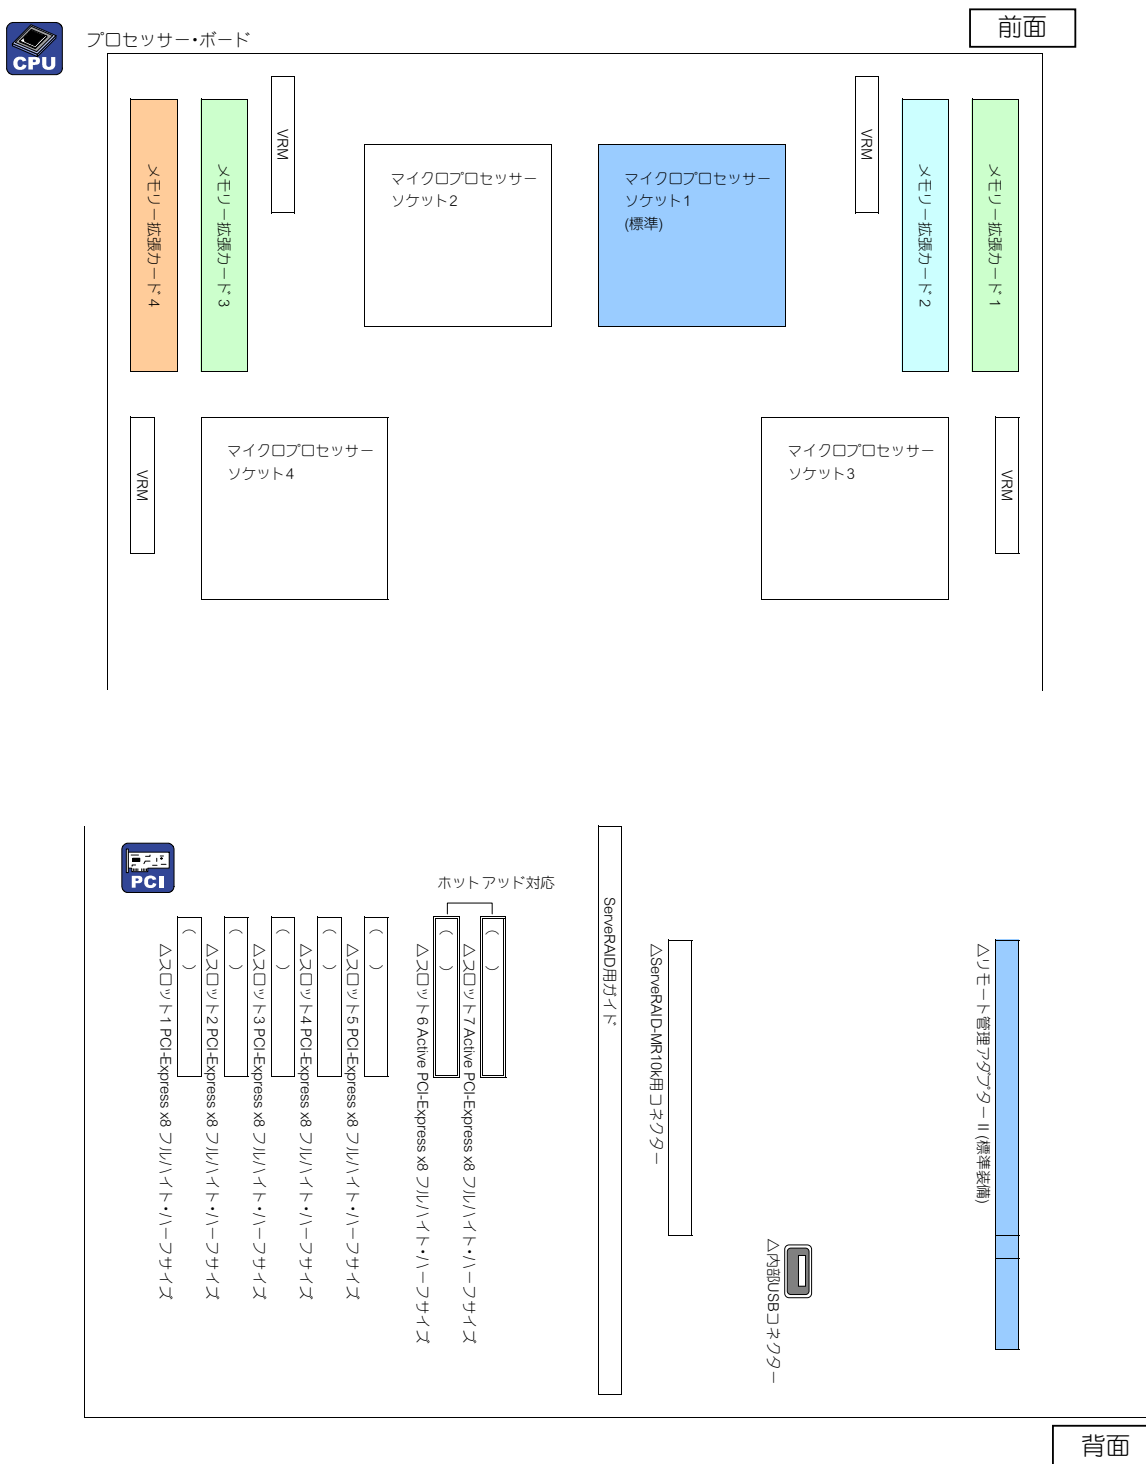 前面
CPU
プロセッサー・ボード
VRM
VRM
メモリー拡張カード 4
メモリー拡張カード 3
マイクロプロセッサー
ソケット2
マイクロプロセッサー
ソケット1
(標準)
メモリー拡張カード 2
メモリー拡張カード 1
VRM
マイクロプロセッサー
ソケット4
マイクロプロセッサー
ソケット3
VRM
PCI
ホットアッド対応
( )
( )
( )
( )
( )
( )
( )
△スロット1 PCI-Express x8 フルハイト・ハーフサイズ
△スロット2 PCI-Express x8 フルハイト・ハーフサイズ
△スロット3 PCI-Express x8 フルハイト・ハーフサイズ
△スロット4 PCI-Express x8 フルハイト・ハーフサイズ
△スロット5 PCI-Express x8 フルハイト・ハーフサイズ
△スロット6 Active PCI-Express x8 フルハイト・ハーフサイズ
△スロット7 Active PCI-Express x8 フルハイト・ハーフサイズ
ServeRAID用ガイド
△ServeRAID-MR10k用コネクター
△内部USBコネクター
△リモート管理アダプター II (標準装備)
背面